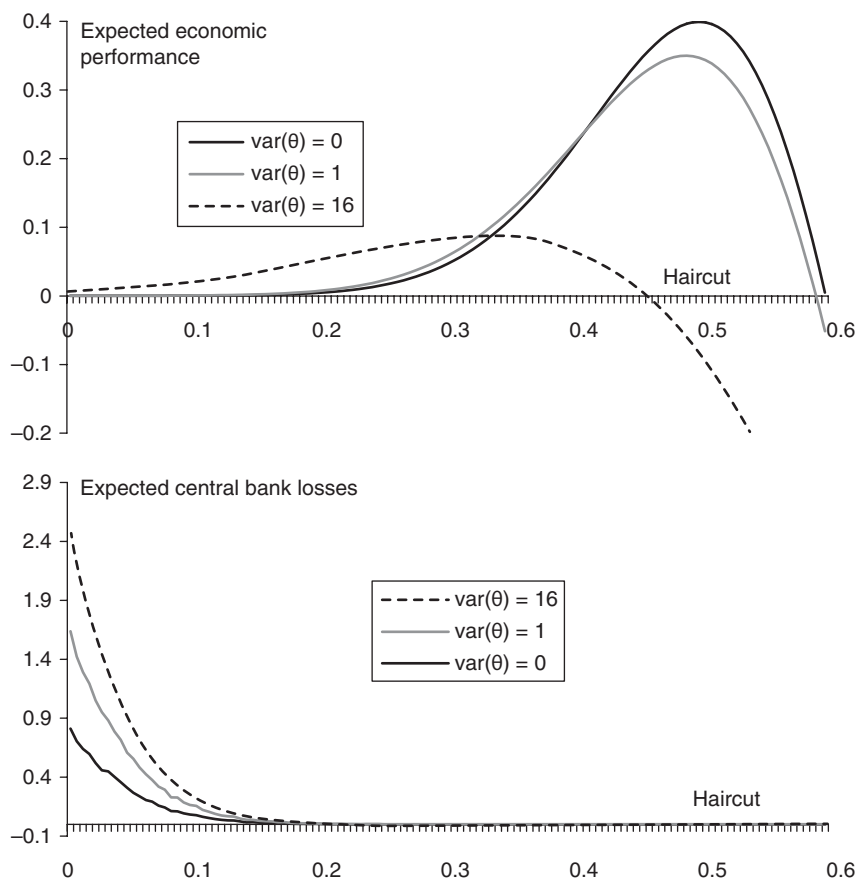 0.4
Expected economic
performance
0.3
var(θ) = 0
var(θ) = 1
var(θ) = 16
0.2
0.1
Haircut
0
0 0.1 0.2 0.3 0.4 0.5 0.6
−0.1
−0.2
2.9
Expected central bank losses
2.4
var(θ) = 16
var(θ) = 1
var(θ) = 0
1.9
1.4
0.9
0.4
Haircut
−0.1
0 0.1 0.2 0.3 0.4 0.5 0.6